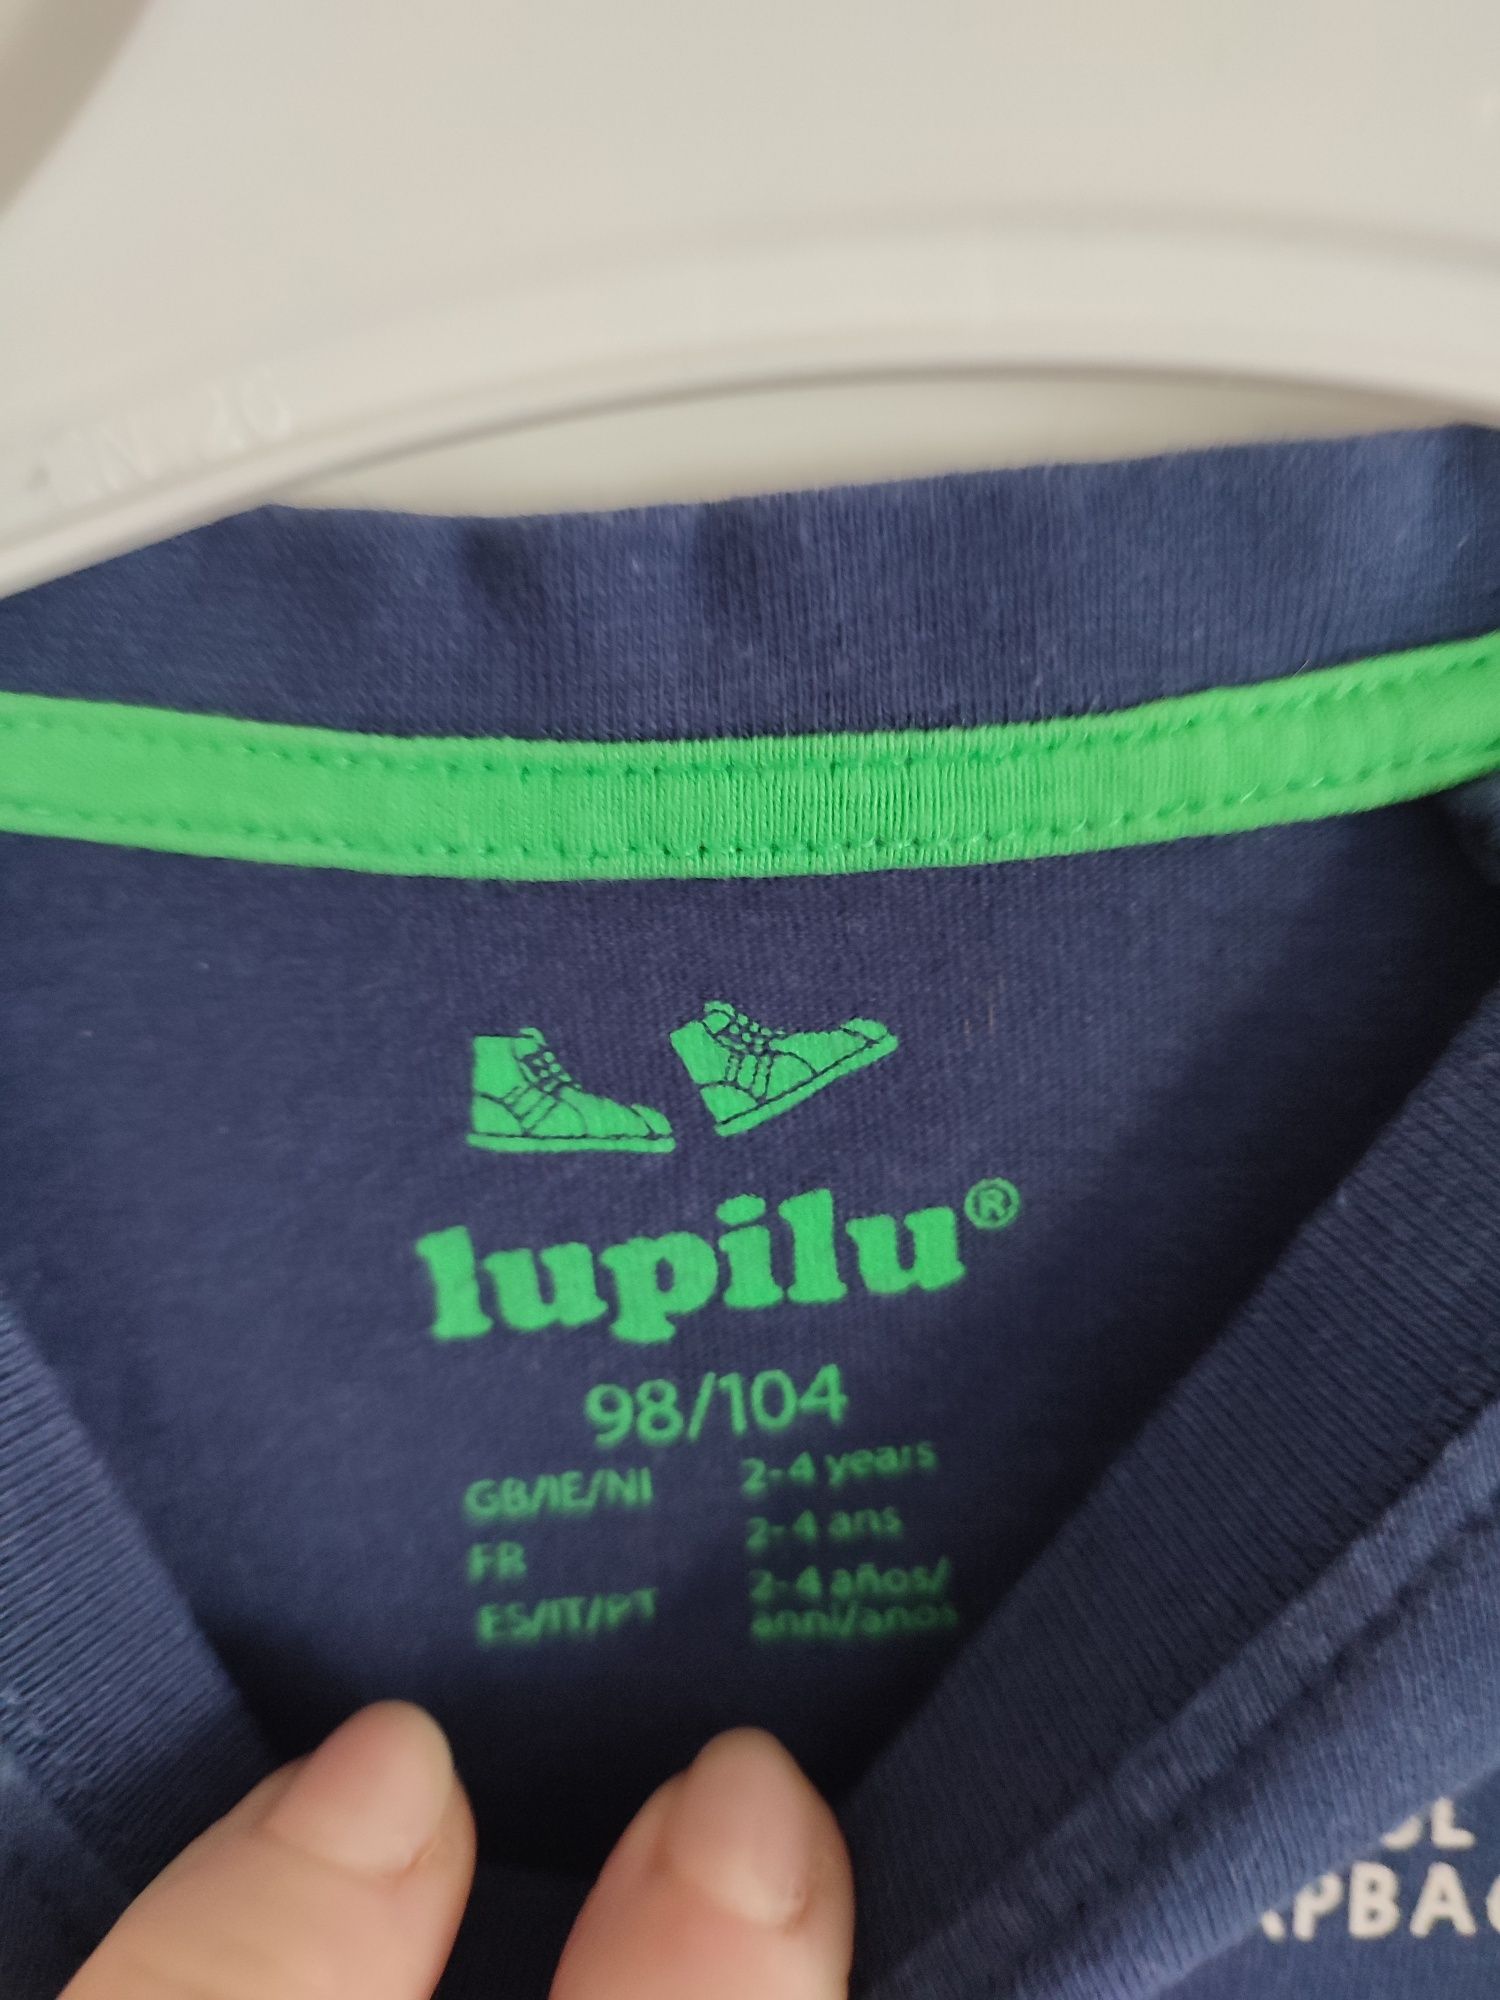 lupilu®
98/104
GB/IE/NI 2-4 years
FR 2-4 ans
ES/IT/PT 2-4 años/
anni/anos